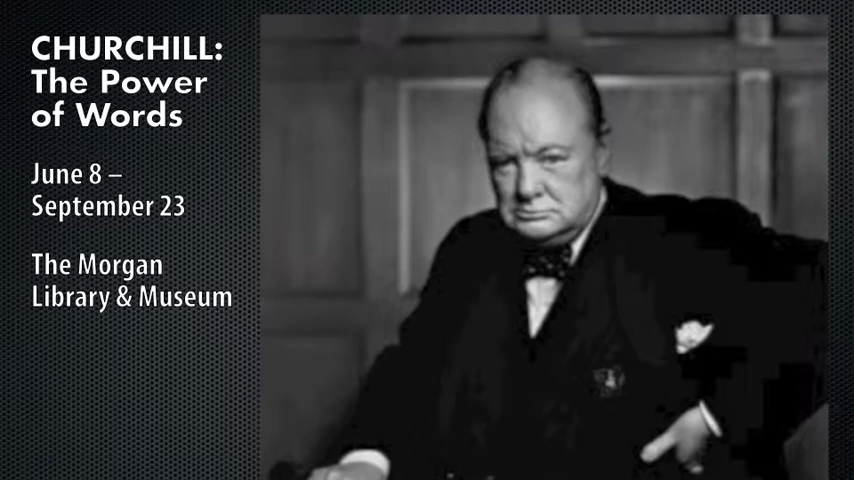 CHURCHILL:
The Power
of Words
June 8 –
September 23
The Morgan
Library & Museum